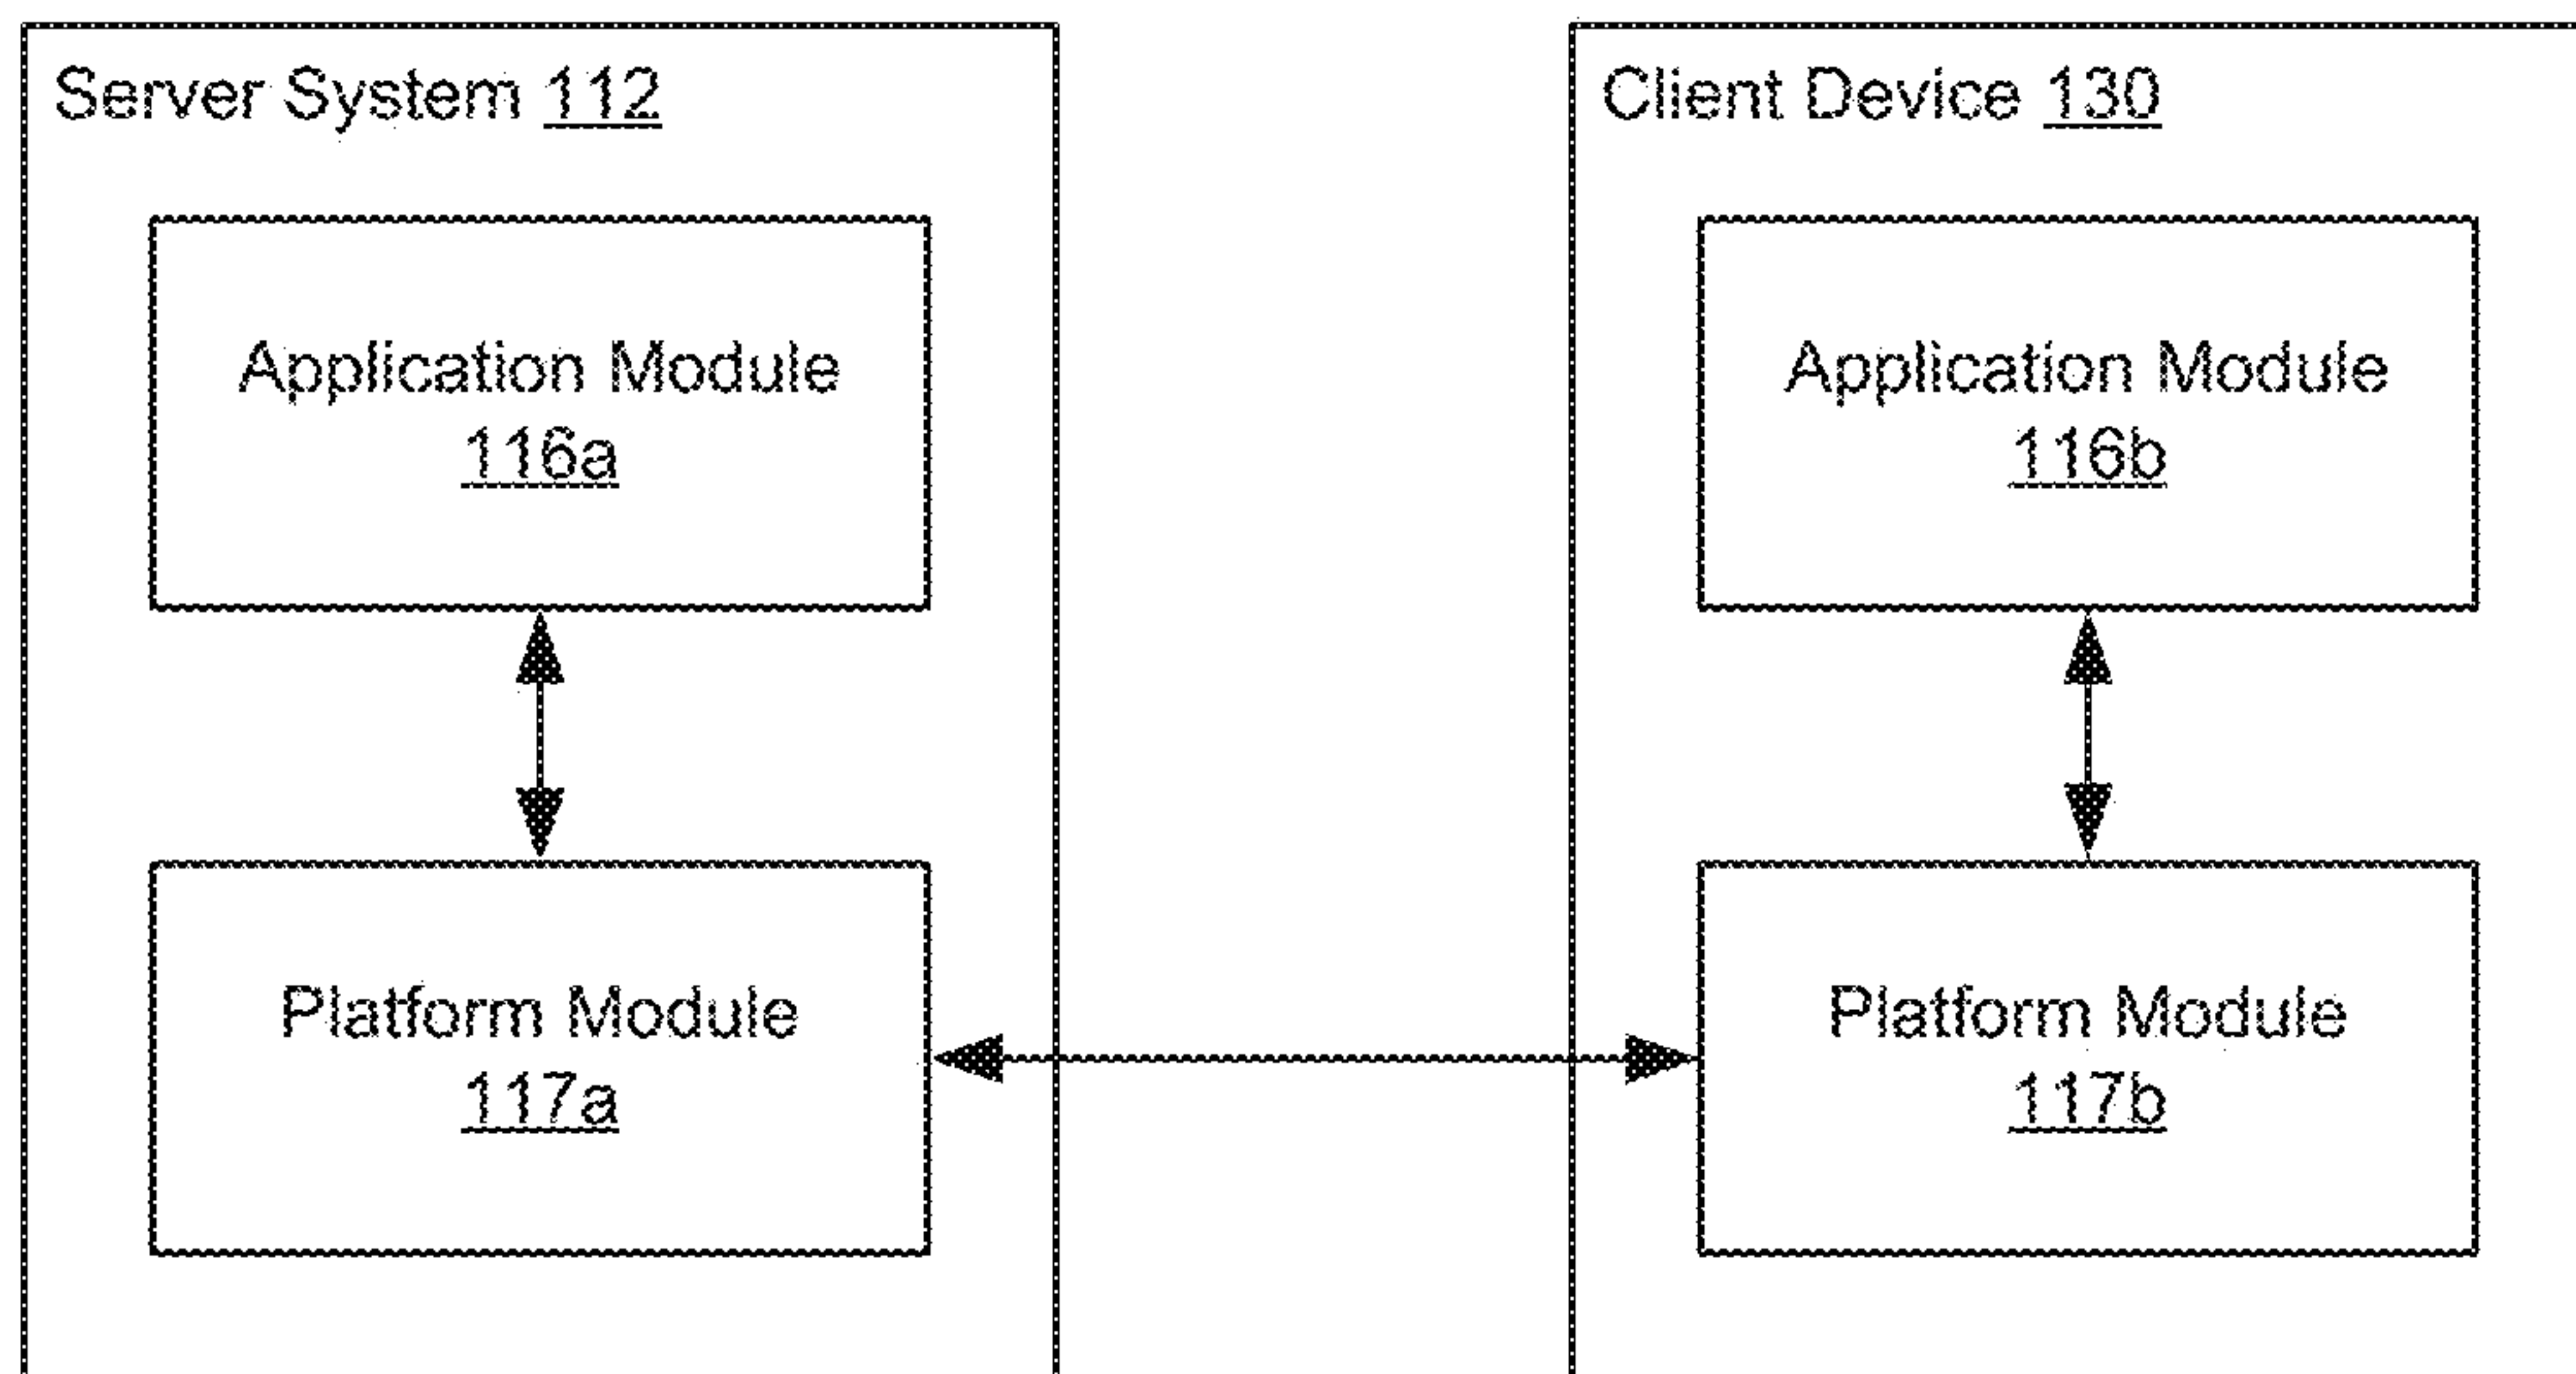 Server System 112
Application Module
116a
Platform Module
117a
Client Device 130
Application Module
116b
Platform Module
117b